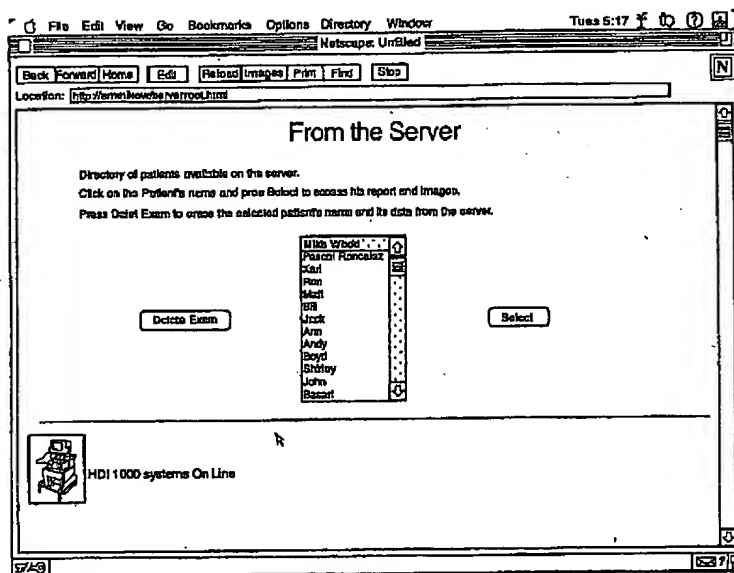 File Edit View Go Bookmarks Options Directory Window Tues 5:17
Netscape: Untitled
Back Forward Home Edit Reload Images Print Find Stop
N
Location:
From the Server
Directory of patients available on the server.
Click on the Patient's name and press Select to access his report and images.
Press Delet Exam to erase the selected patient's name and its data from the server.
Pascal Roncalaz
Karl
Ron
Matt
Bill
Jack
Ann
Andy
Boyd
Shirley
John
Delete Exam
Select
HDI 1000 systems On Line
?